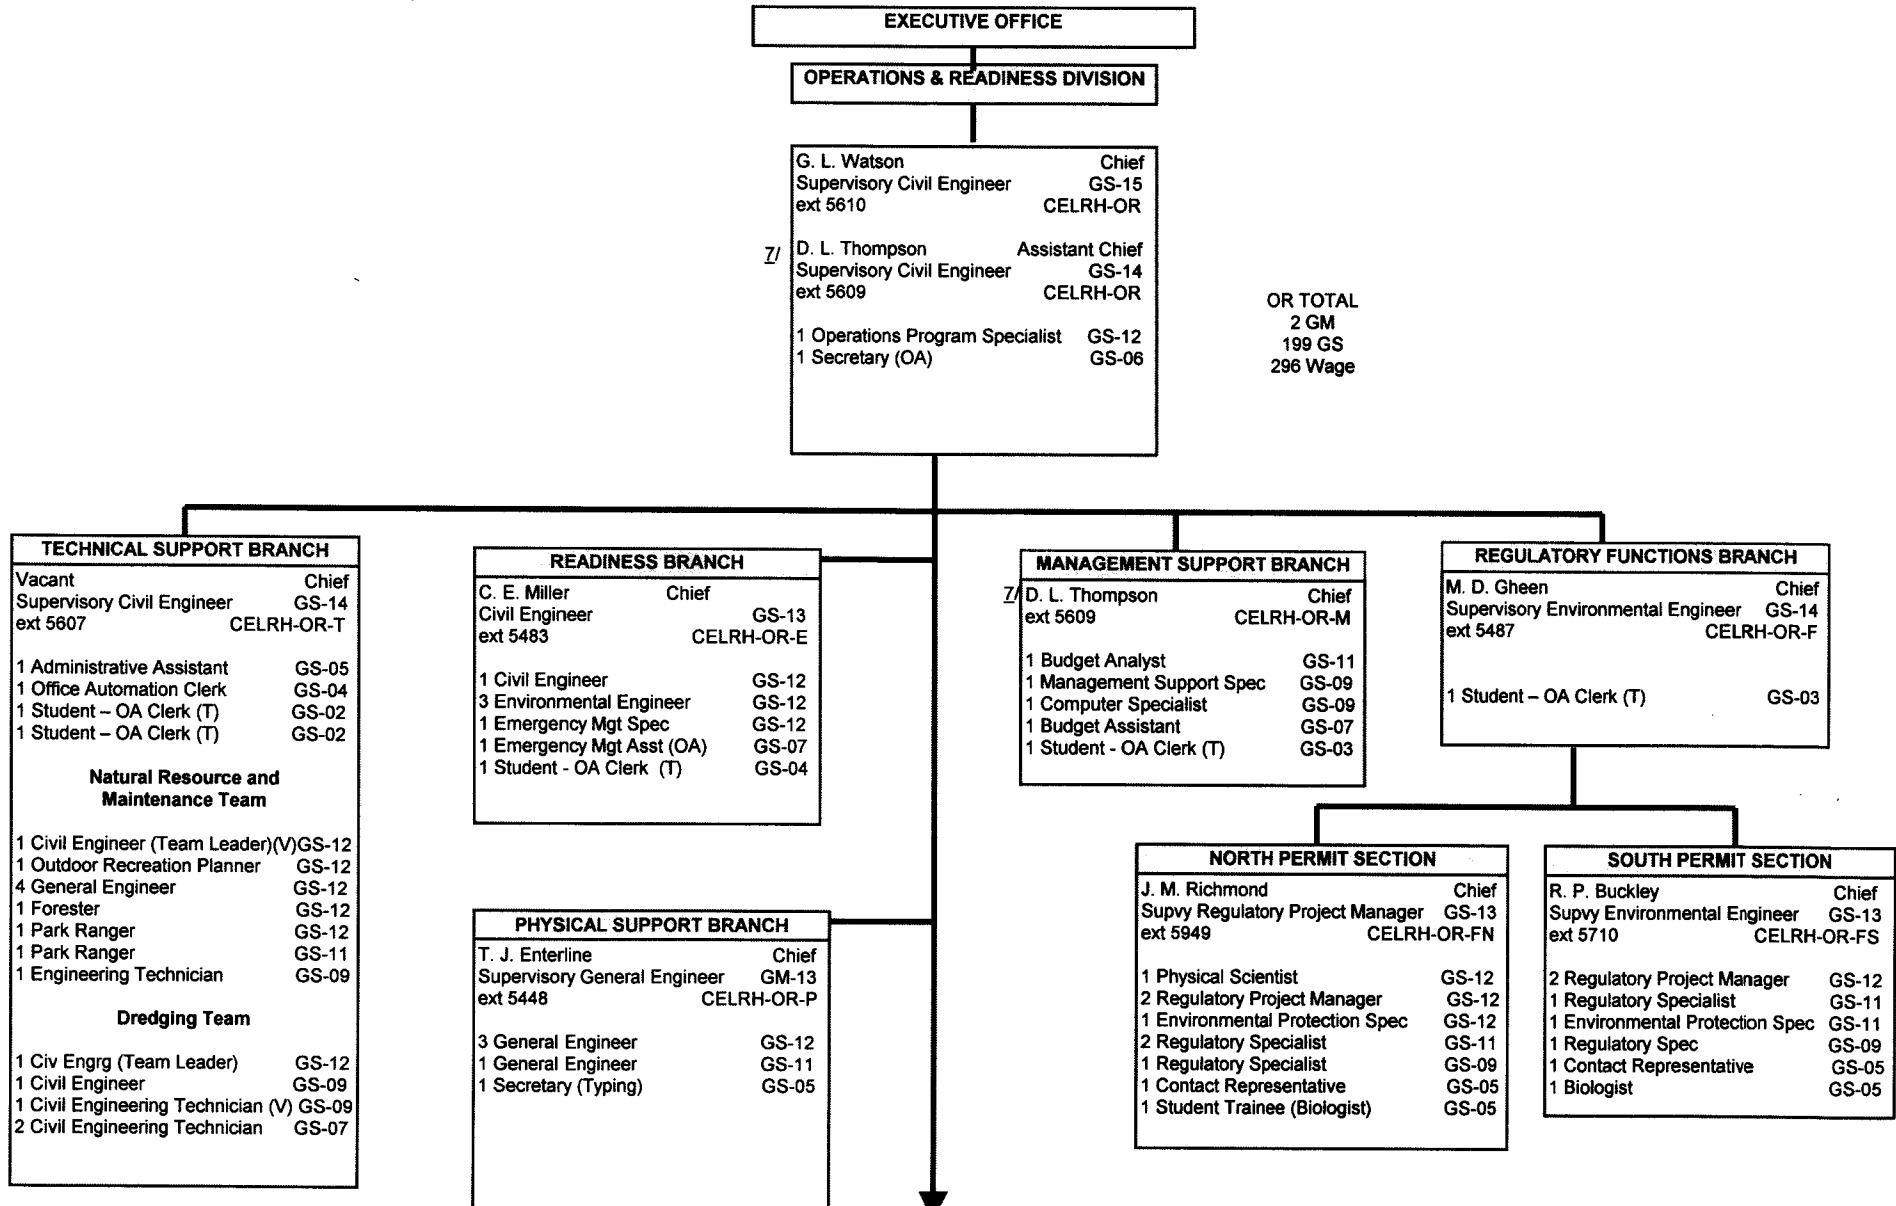 EXECUTIVE OFFICE
OPERATIONS & READINESS DIVISION
G. L. Watson Chief
Supervisory Civil Engineer GS-15
ext 5610 CELRH-OR
7/ D. L. Thompson Assistant Chief
Supervisory Civil Engineer GS-14
ext 5609 CELRH-OR
1 Operations Program Specialist GS-12
1 Secretary (OA) GS-06
OR TOTAL
2 GM
199 GS
296 Wage
TECHNICAL SUPPORT BRANCH
Vacant Chief
Supervisory Civil Engineer GS-14
ext 5607 CELRH-OR-T
1 Administrative Assistant GS-05
1 Office Automation Clerk GS-04
1 Student – OA Clerk (T) GS-02
1 Student – OA Clerk (T) GS-02
Natural Resource and
Maintenance Team
1 Civil Engineer (Team Leader)(V)GS-12
1 Outdoor Recreation Planner GS-12
4 General Engineer GS-12
1 Forester GS-12
1 Park Ranger GS-12
1 Park Ranger GS-11
1 Engineering Technician GS-09
Dredging Team
1 Civ Engrg (Team Leader) GS-12
1 Civil Engineer GS-09
1 Civil Engineering Technician (V) GS-09
2 Civil Engineering Technician GS-07
READINESS BRANCH
C. E. Miller Chief
Civil Engineer GS-13
ext 5483 CELRH-OR-E
1 Civil Engineer GS-12
3 Environmental Engineer GS-12
1 Emergency Mgt Spec GS-12
1 Emergency Mgt Asst (OA) GS-07
1 Student - OA Clerk (T) GS-04
PHYSICAL SUPPORT BRANCH
T. J. Enterline Chief
Supervisory General Engineer GM-13
ext 5448 CELRH-OR-P
3 General Engineer GS-12
1 General Engineer GS-11
1 Secretary (Typing) GS-05
MANAGEMENT SUPPORT BRANCH
7/ D. L. Thompson Chief
ext 5609 CELRH-OR-M
1 Budget Analyst GS-11
1 Management Support Spec GS-09
1 Computer Specialist GS-09
1 Budget Assistant GS-07
1 Student - OA Clerk (T) GS-03
REGULATORY FUNCTIONS BRANCH
M. D. Gheen Chief
Supervisory Environmental Engineer GS-14
ext 5487 CELRH-OR-F
1 Student – OA Clerk (T) GS-03
NORTH PERMIT SECTION
J. M. Richmond Chief
Supvy Regulatory Project Manager GS-13
ext 5949 CELRH-OR-FN
1 Physical Scientist GS-12
2 Regulatory Project Manager GS-12
1 Environmental Protection Spec GS-12
2 Regulatory Specialist GS-11
1 Regulatory Specialist GS-09
1 Contact Representative GS-05
1 Student Trainee (Biologist) GS-05
SOUTH PERMIT SECTION
R. P. Buckley Chief
Supvy Environmental Engineer GS-13
ext 5710 CELRH-OR-FS
2 Regulatory Project Manager GS-12
1 Regulatory Specialist GS-11
1 Environmental Protection Spec GS-11
1 Regulatory Spec GS-09
1 Contact Representative GS-05
1 Biologist GS-05